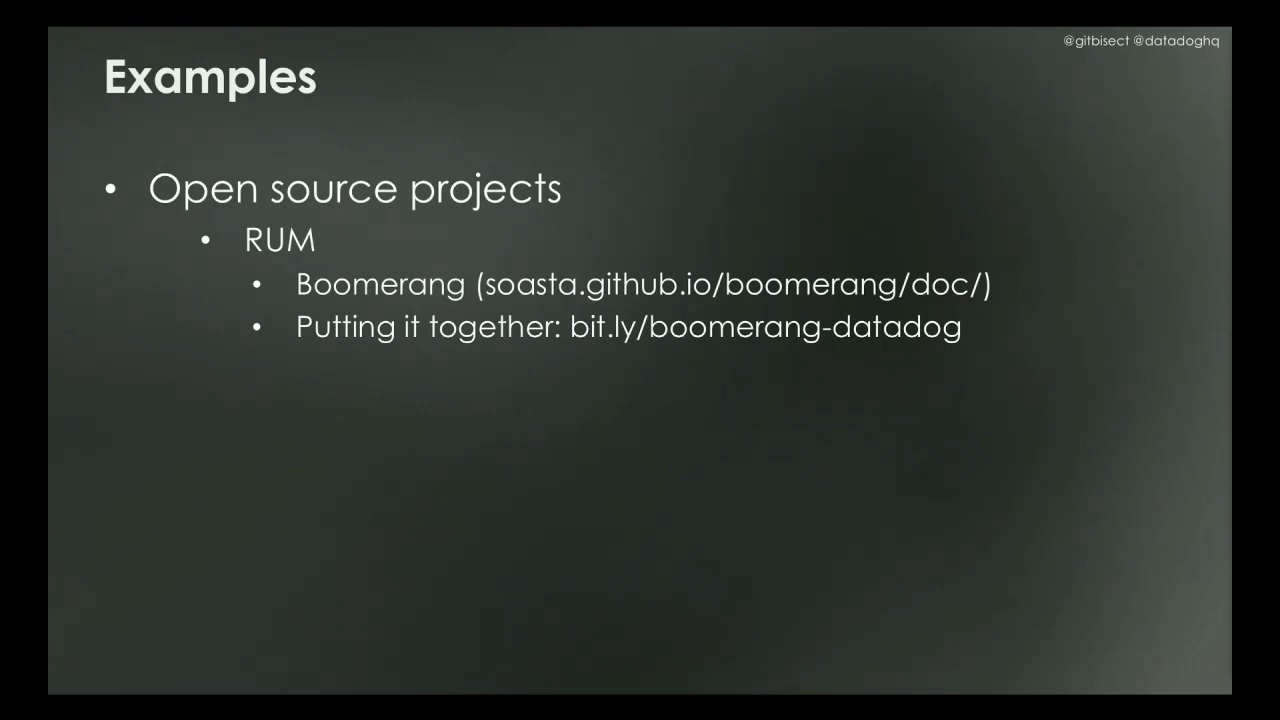 @gitbisect @datadoghq
Examples
• Open source projects
• RUM
• Boomerang (soasta.github.io/boomerang/doc/)
• Putting it together: bit.ly/boomerang-datadog